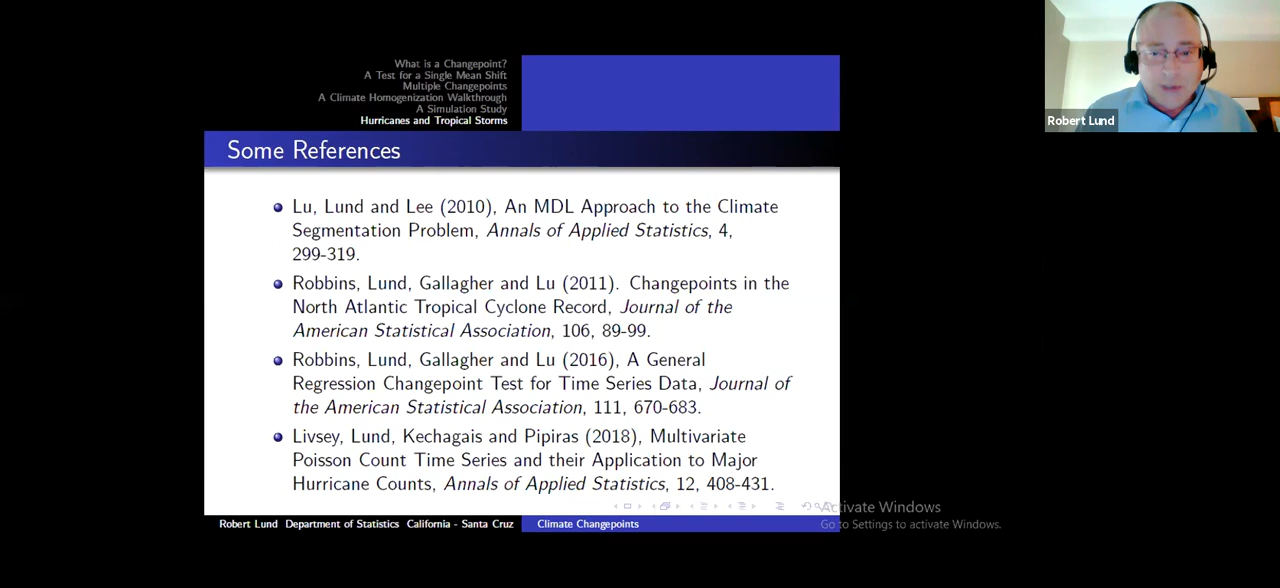 What is a Changepoint?
A Test for a Single Mean Shift
Multiple Changepoints
A Climate Homogenization Walkthrough
A Simulation Study
Hurricanes and Tropical Storms
Some References
Lu, Lund and Lee (2010), An MDL Approach to the Climate
Segmentation Problem, Annals of Applied Statistics, 4,
299-319.
Robbins, Lund, Gallagher and Lu (2011). Changepoints in the
North Atlantic Tropical Cyclone Record, Journal of the
American Statistical Association, 106, 89-99.
Robbins, Lund, Gallagher and Lu (2016), A General
Regression Changepoint Test for Time Series Data, Journal of
the American Statistical Association, 111, 670-683.
Livsey, Lund, Kechagais and Pipiras (2018), Multivariate
Poisson Count Time Series and their Application to Major
Hurricane Counts, Annals of Applied Statistics, 12, 408-431.
Robert Lund Department of Statistics California - Santa Cruz
Climate Changepoints
Activate Windows
Go to Settings to activate Windows.
Robert Lund